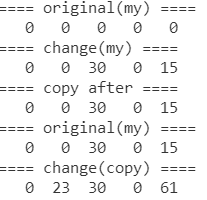 ==== original(my) ====
0 0 0 0 0
==== change(my) ====
0 0 30 0 15
==== copy after ====
0 0 30 0 15
==== original(my) ====
0 0 30 0 15
==== change(copy) ====
0 23 30 0 61